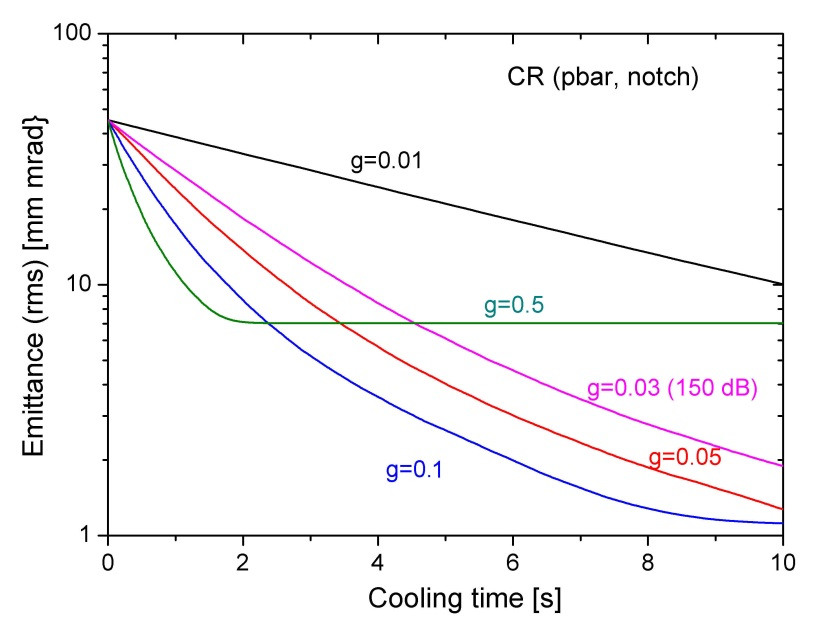 100
CR (pbar, notch)
g=0.01
10
g=0.5
g=0.03 (150 dB)
g=0.05
g=0.1
1
0 2 4 6 8 10
Cooling time [s]
Emittance (rms) [mm mrad}